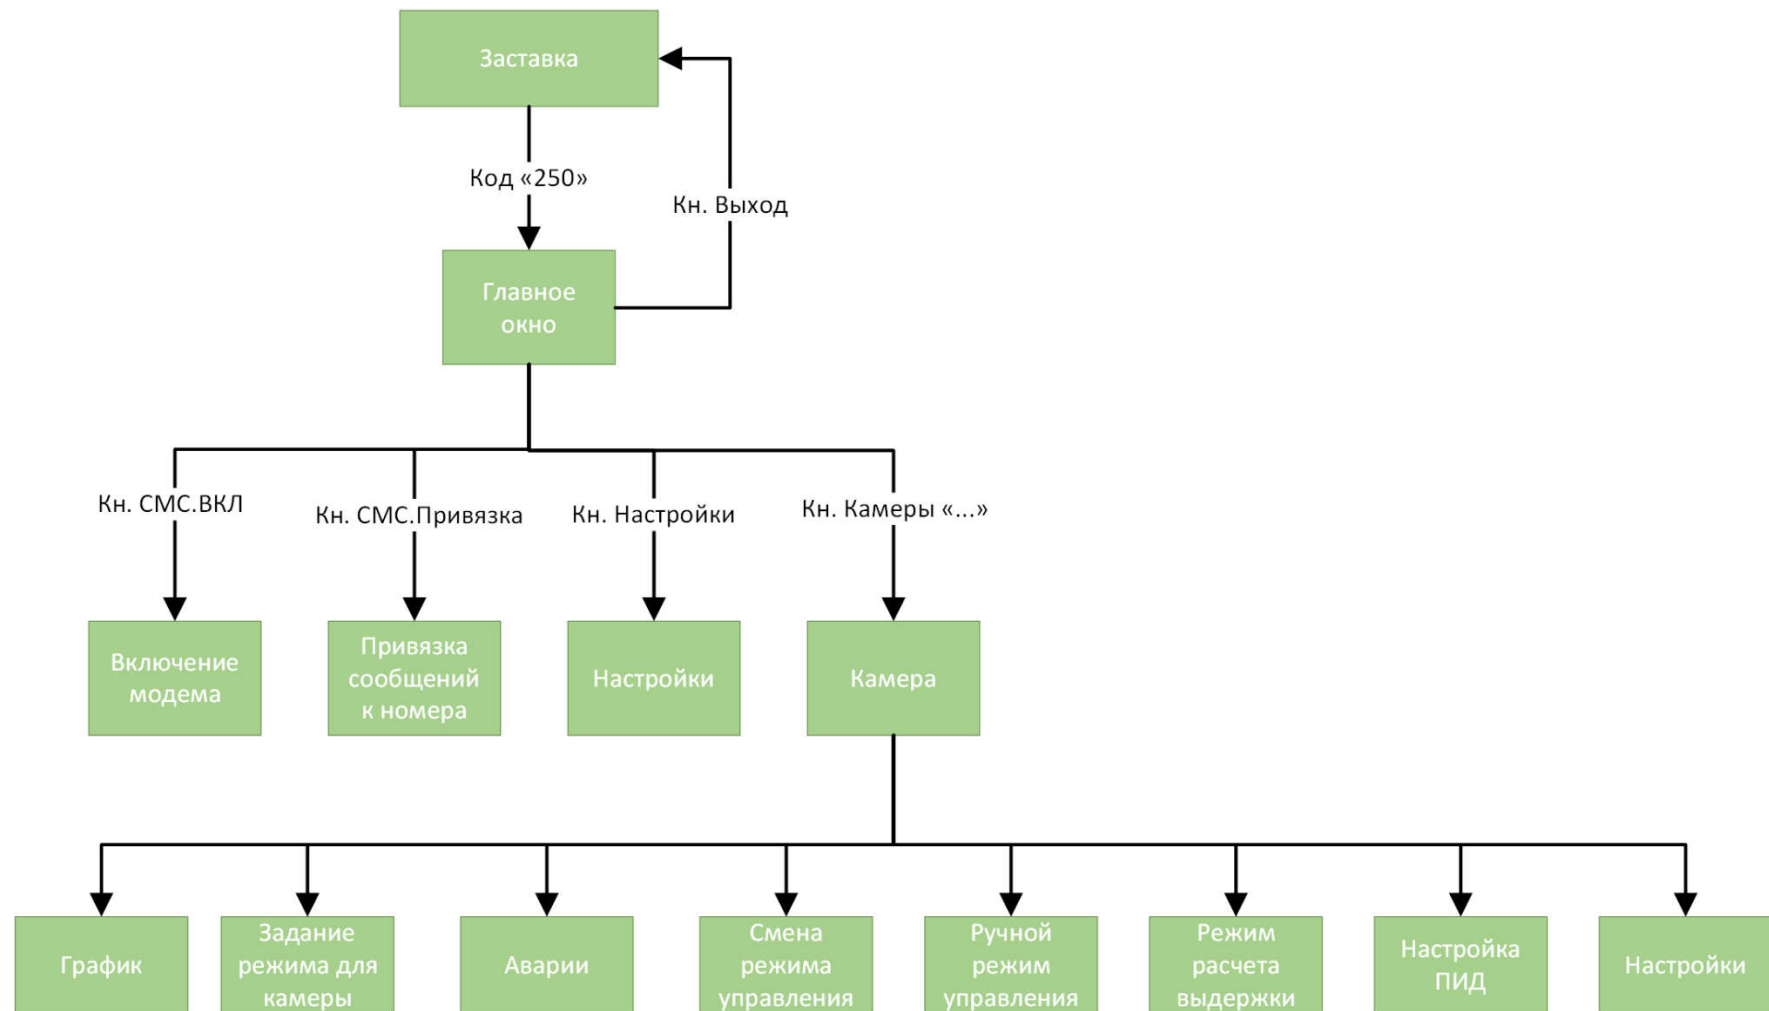 Заставка
Код «250»
Кн. Выход
Главное
окно
Кн. СМС.ВКЛ
Кн. СМС.Привязка
Кн. Настройки
Кн. Камеры «...»
Включение
модема
Привязка
сообщений
к номера
Настройки
Камера
График
Задание
режима для
камеры
Аварии
Смена
режима
управления
Ручной
режим
управления
Режим
расчета
выдержки
Настройка
ПИД
Настройки